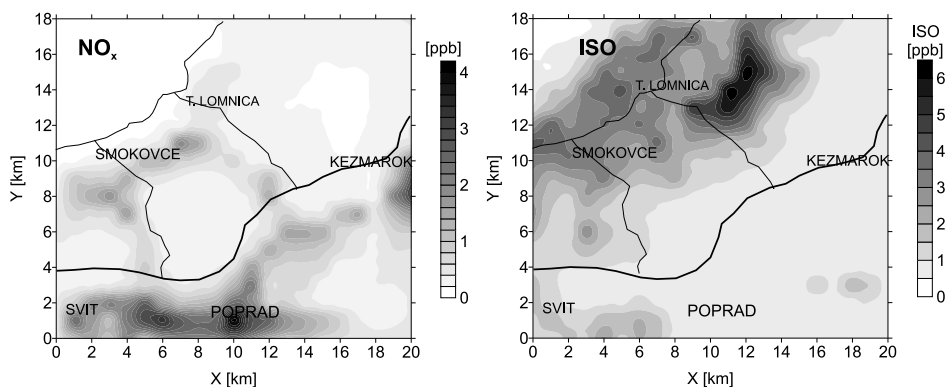 NOx
[ppb]
18
16
14
12
10
8
6
4
2
0
Y [km]
T. LOMNICA
SMOKOVCE
KEZMAROK
SVIT
POPRAD
0 2 4 6 8 10 12 14 16 18 20
X [km]
4
3
2
1
0
ISO
ISO
[ppb]
18
16
14
12
10
8
6
4
2
0
Y [km]
T. LOMNICA
SMOKOVCE
KEZMAROK
SVIT
POPRAD
0 2 4 6 8 10 12 14 16 18 20
X [km]
6
5
4
3
2
1
0